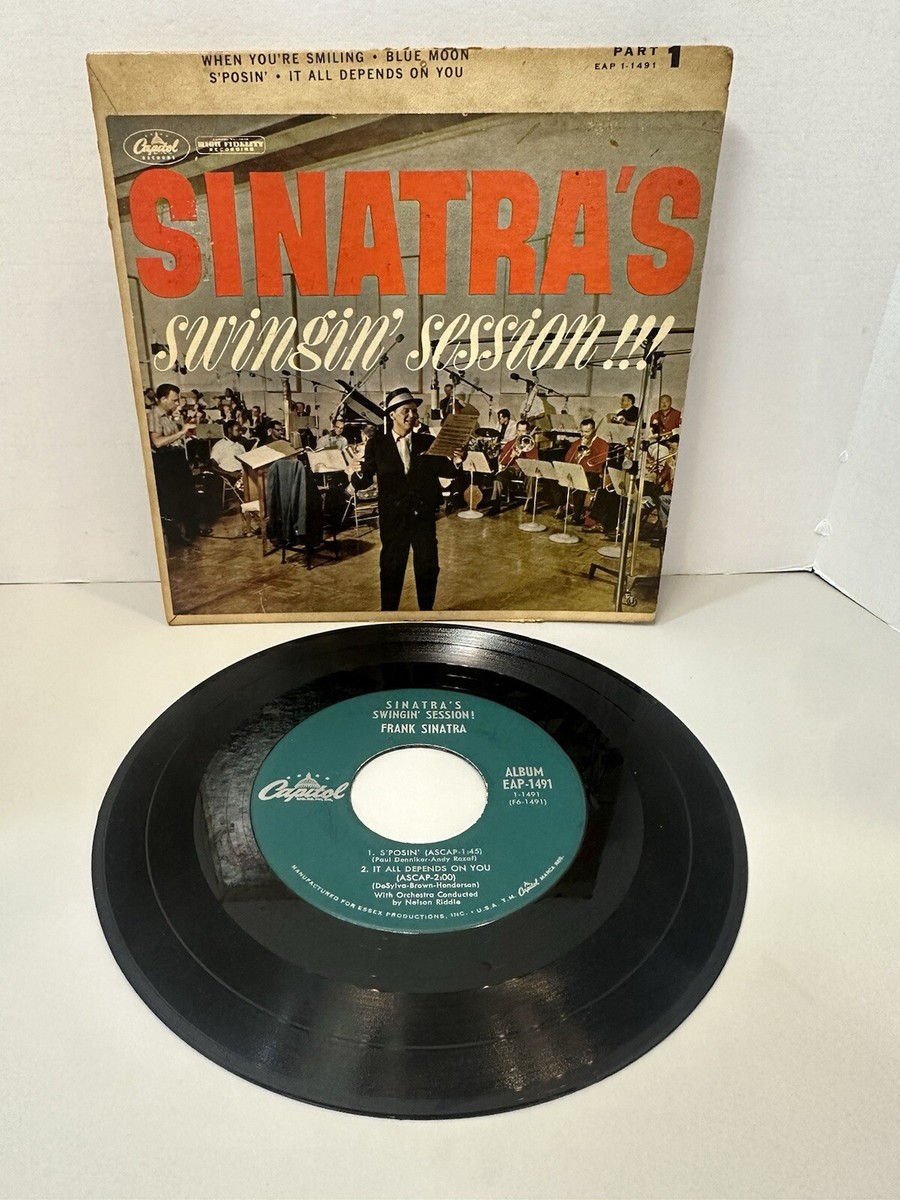 WHEN YOU'RE SMILING • BLUE MOON
S'POSIN' • IT ALL DEPENDS ON YOU
PART 1
EAP 1-1491
Capitol
RECORDS
HIGH FIDELITY
RECORDING
SINATRA'S
swingin' session!!!
SINATRA'S
SWINGIN' SESSION!
FRANK SINATRA
Capitol
ALBUM
EAP-1491
1-1491
(F6-1491)
1. S'POSIN' (ASCAP-1:45)
(Paul Denniker-Andy Razaf)
2. IT ALL DEPENDS ON YOU
(ASCAP-2:00)
(DeSylva-Brown-Henderson)
With Orchestra Conducted
by Nelson Riddle
MANUFACTURED FOR ESSEX PRODUCTIONS, INC. • U.S.A. T.M. Capitol MARCA REG.